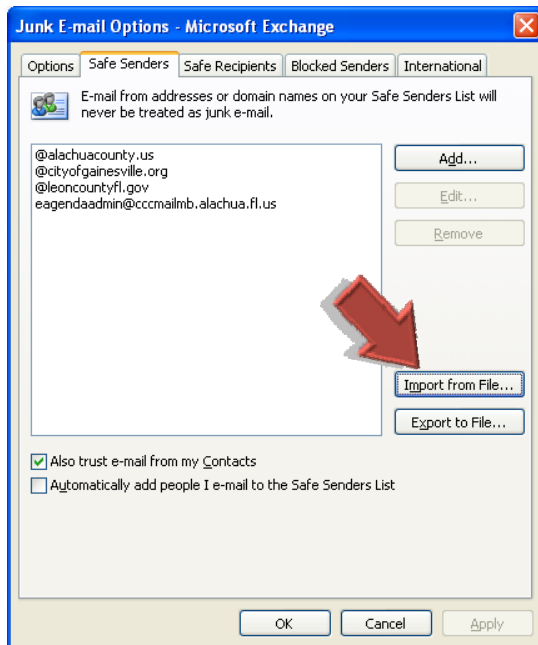 Junk E-mail Options - Microsoft Exchange
Options Safe Senders Safe Recipients Blocked Senders International
E-mail from addresses or domain names on your Safe Senders List will
never be treated as junk e-mail.
@alachuacounty.us
@cityofgainesville.org
@leoncountyfl.gov
eagendaadmin@cccmailmb.alachua.fl.us
Add...
Edit...
Remove
Import from File...
Export to File...
Also trust e-mail from my Contacts
Automatically add people I e-mail to the Safe Senders List
OK Cancel Apply